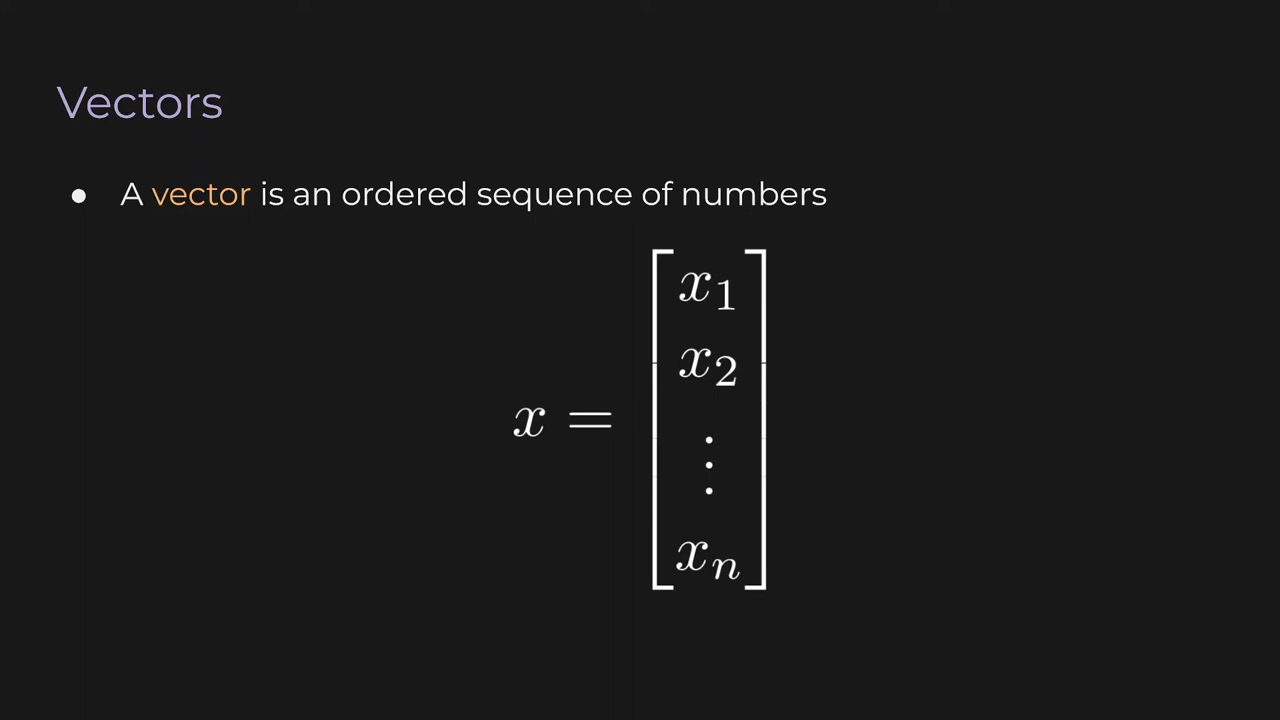 Vectors
● A vector is an ordered sequence of numbers
x = [
x₁
x₂
⋮
xₙ
]